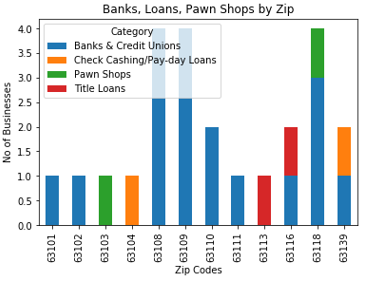 Banks, Loans, Pawn Shops by Zip
Category
Banks & Credit Unions
Check Cashing/Pay-day Loans
Pawn Shops
Title Loans
4.0
3.5
3.0
2.5
2.0
1.5
1.0
0.5
0.0
No of Businesses
63101
63102
63103
63104
63108
63109
63110
63111
63113
63116
63118
63139
Zip Codes